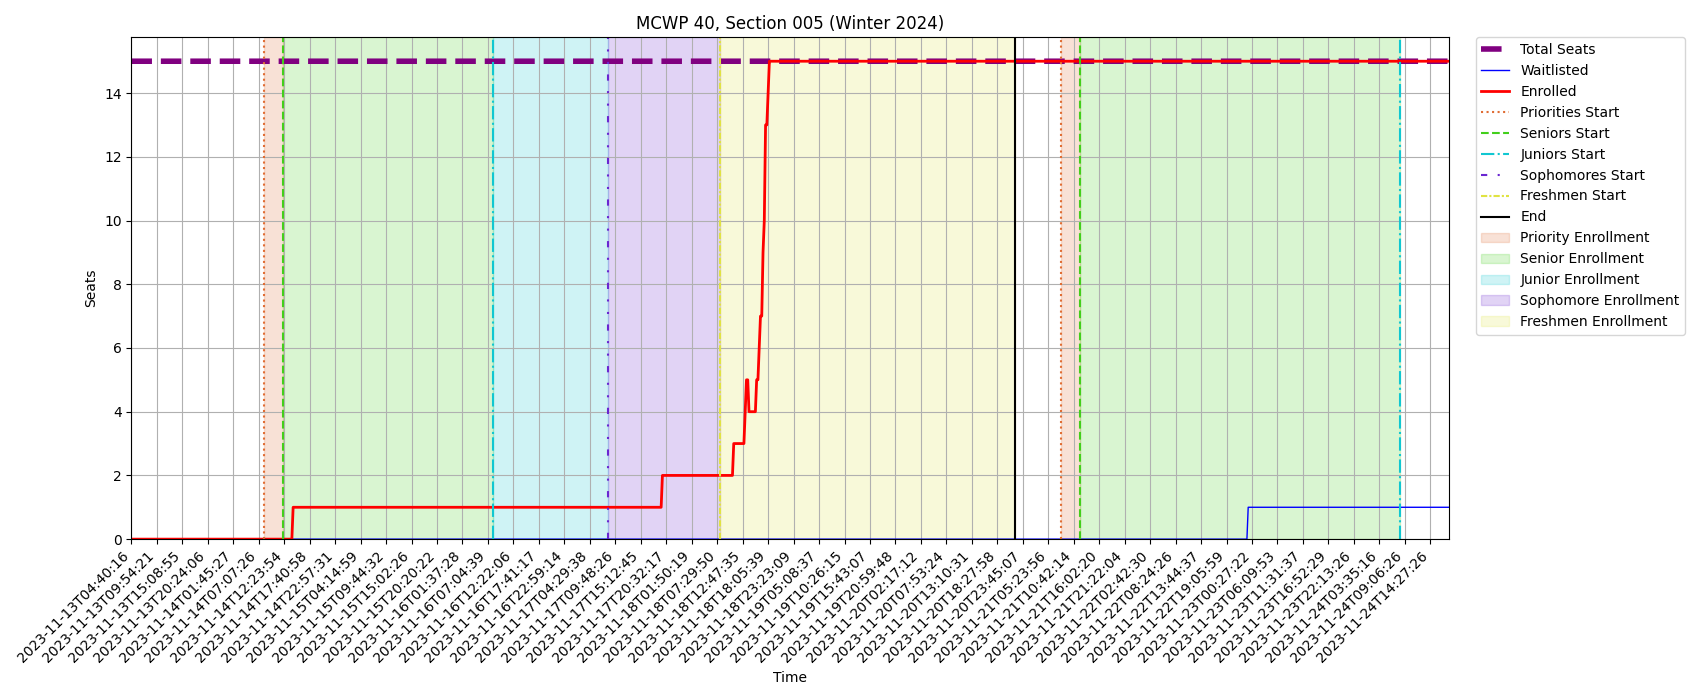 MCWP 40, Section 005 (Winter 2024)
Total Seats
Waitlisted
Enrolled
Priorities Start
Seniors Start
Juniors Start
Sophomores Start
Freshmen Start
End
Priority Enrollment
Senior Enrollment
Junior Enrollment
Sophomore Enrollment
Freshmen Enrollment
Seats
14
12
10
8
6
4
2
0
2023-11-13T04:40:16
2023-11-13T09:54:21
2023-11-13T15:08:55
2023-11-13T20:24:06
2023-11-14T01:45:27
2023-11-14T07:07:26
2023-11-14T12:23:54
2023-11-14T17:40:58
2023-11-14T22:57:31
2023-11-15T04:14:59
2023-11-15T09:44:32
2023-11-15T15:02:26
2023-11-15T20:20:22
2023-11-16T01:37:28
2023-11-16T07:04:39
2023-11-16T12:22:06
2023-11-16T17:41:17
2023-11-16T22:59:14
2023-11-17T04:29:38
2023-11-17T09:48:26
2023-11-17T15:12:45
2023-11-17T20:32:17
2023-11-18T01:50:19
2023-11-18T07:29:50
2023-11-18T12:47:35
2023-11-18T18:05:39
2023-11-18T23:23:09
2023-11-19T05:08:37
2023-11-19T10:26:15
2023-11-19T15:43:07
2023-11-19T20:59:48
2023-11-20T02:17:12
2023-11-20T07:53:24
2023-11-20T13:10:31
2023-11-20T18:27:58
2023-11-20T23:45:07
2023-11-21T05:23:56
2023-11-21T10:42:14
2023-11-21T16:02:20
2023-11-21T21:22:04
2023-11-22T02:42:30
2023-11-22T08:24:26
2023-11-22T13:44:37
2023-11-22T19:05:59
2023-11-23T00:27:22
2023-11-23T06:09:53
2023-11-23T11:31:37
2023-11-23T16:52:29
2023-11-23T22:13:26
2023-11-24T03:35:16
2023-11-24T09:06:26
2023-11-24T14:27:26
Time